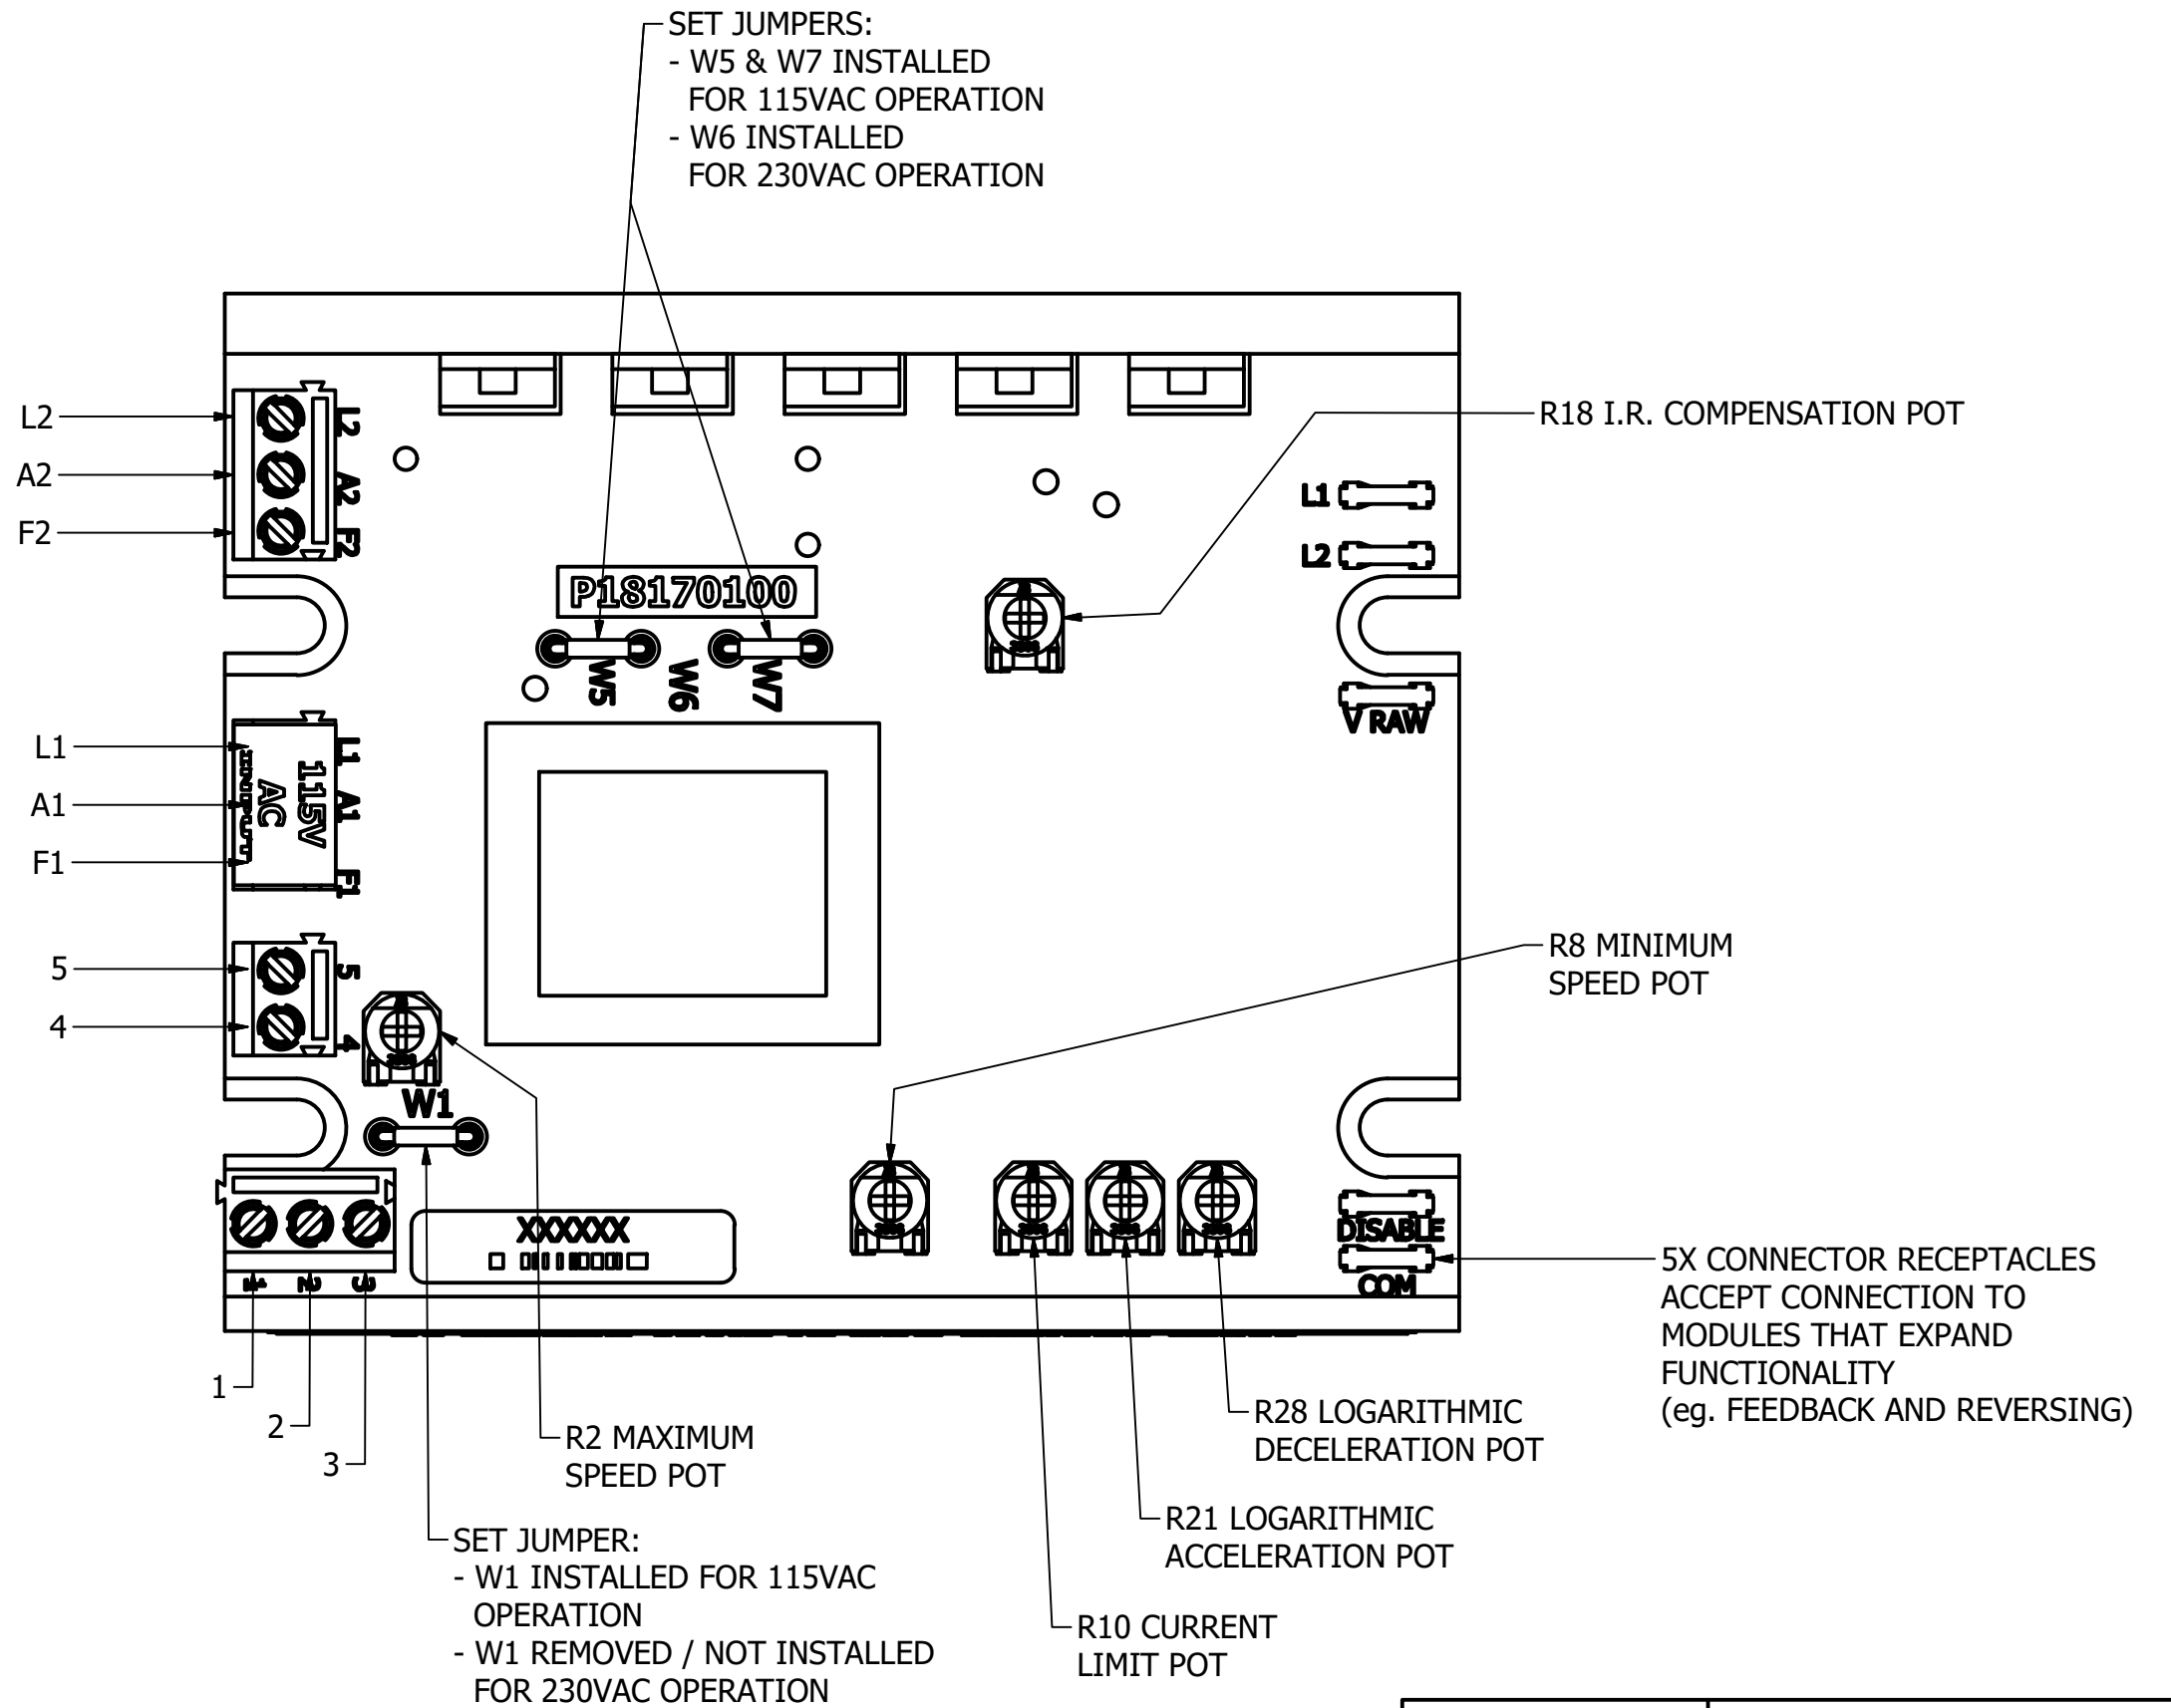 SET JUMPERS:
- W5 & W7 INSTALLED
FOR 115VAC OPERATION
- W6 INSTALLED
FOR 230VAC OPERATION
L2
A2
F2
L2
A2
F2
R18 I.R. COMPENSATION POT
L1
L2
P18170100
W5
W6
W7
V RAW
L1
A1
F1
L1
A1
F1
115V
AC
INPUT
R8 MINIMUM
SPEED POT
5
4
5
4
W1
XXXXXX
DISABLE
COM
5X CONNECTOR RECEPTACLES
ACCEPT CONNECTION TO
MODULES THAT EXPAND
FUNCTIONALITY
(eg. FEEDBACK AND REVERSING)
1
2
3
1
2
3
R2 MAXIMUM
SPEED POT
R28 LOGARITHMIC
DECELERATION POT
R21 LOGARITHMIC
ACCELERATION POT
R10 CURRENT
LIMIT POT
SET JUMPER:
- W1 INSTALLED FOR 115VAC
OPERATION
- W1 REMOVED / NOT INSTALLED
FOR 230VAC OPERATION